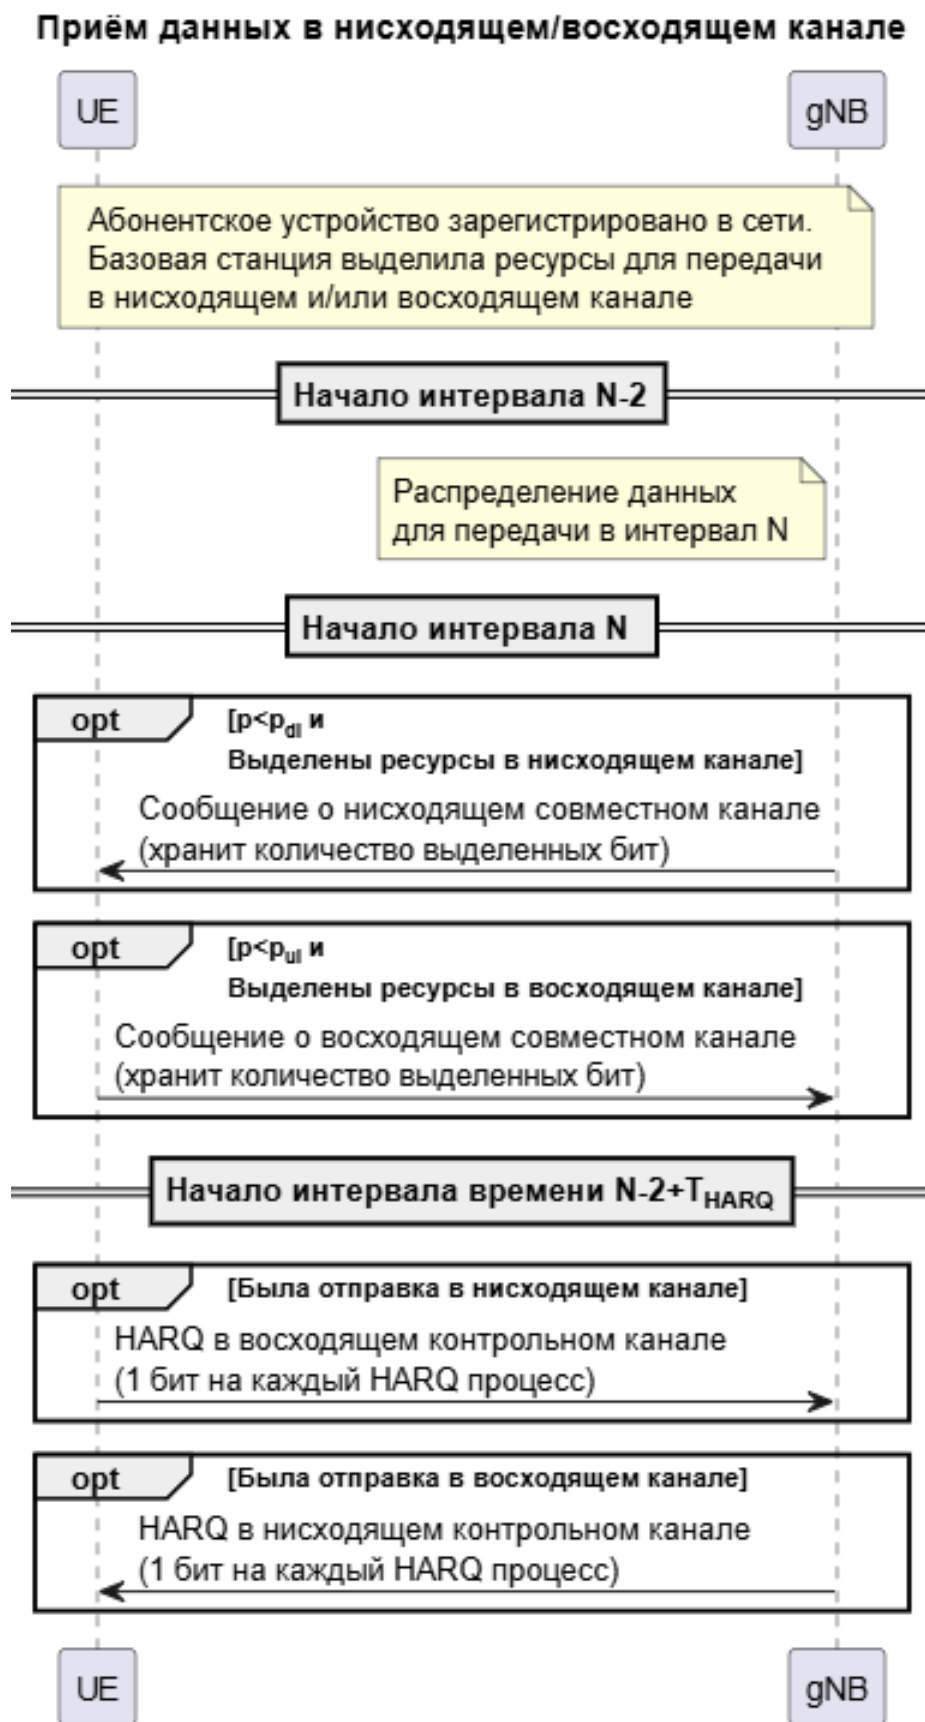 Приём данных в нисходящем/восходящем канале
UE
gNB
Абонентское устройство зарегистрировано в сети.
Базовая станция выделила ресурсы для передачи
в нисходящем и/или восходящем канале
Начало интервала N-2
Распределение данных
для передачи в интервал N
Начало интервала N
opt
[p<p_dl и
Выделены ресурсы в нисходящем канале]
Сообщение о нисходящем совместном канале
(хранит количество выделенных бит)
opt
[p<p_ul и
Выделены ресурсы в восходящем канале]
Сообщение о восходящем совместном канале
(хранит количество выделенных бит)
Начало интервала времени N-2+T_HARQ
opt
[Была отправка в нисходящем канале]
HARQ в восходящем контрольном канале
(1 бит на каждый HARQ процесс)
opt
[Была отправка в восходящем канале]
HARQ в нисходящем контрольном канале
(1 бит на каждый HARQ процесс)
UE
gNB